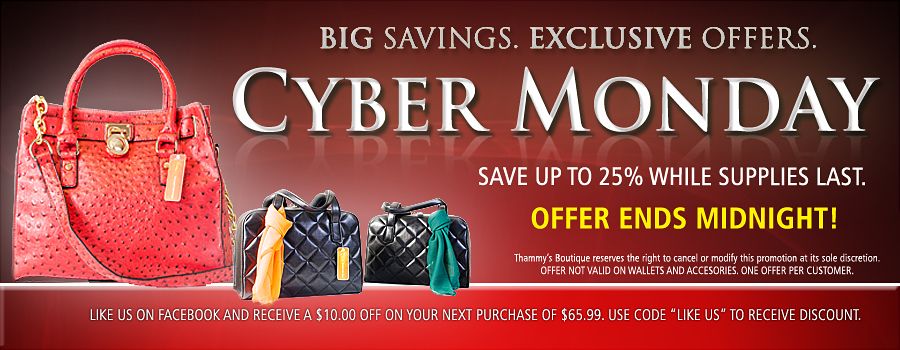 BIG SAVINGS. EXCLUSIVE OFFERS.
CYBER MONDAY
SAVE UP TO 25% WHILE SUPPLIES LAST.
OFFER ENDS MIDNIGHT!
Thammy's Boutique reserves the right to cancel or modify this promotion at its sole discretion.
OFFER NOT VALID ON WALLETS AND ACCESORIES. ONE OFFER PER CUSTOMER.
LIKE US ON FACEBOOK AND RECEIVE A $10.00 OFF ON YOUR NEXT PURCHASE OF $65.99. USE CODE “LIKE US” TO RECEIVE DISCOUNT.